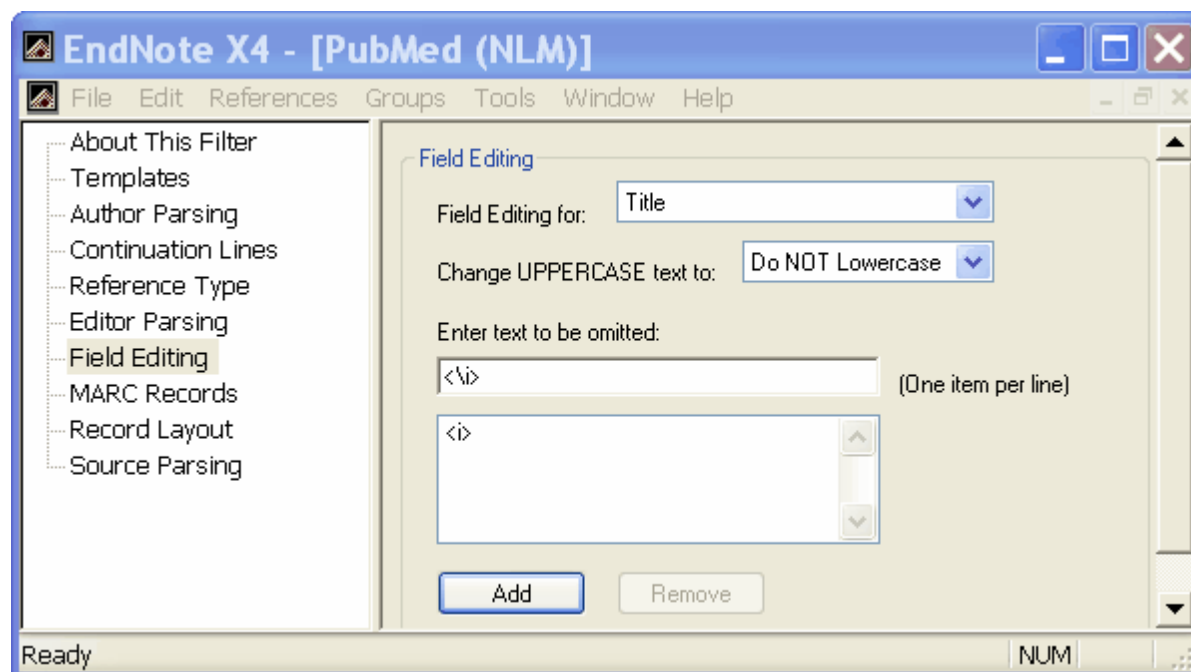 EndNote X4 - [PubMed (NLM)]
File Edit References Groups Tools Window Help
About This Filter
Templates
Author Parsing
Continuation Lines
Reference Type
Editor Parsing
Field Editing
MARC Records
Record Layout
Source Parsing
Field Editing
Field Editing for: Title
Change UPPERCASE text to: Do NOT Lowercase
Enter text to be omitted:
<\i> (One item per line)
<i>
Add Remove
Ready NUM